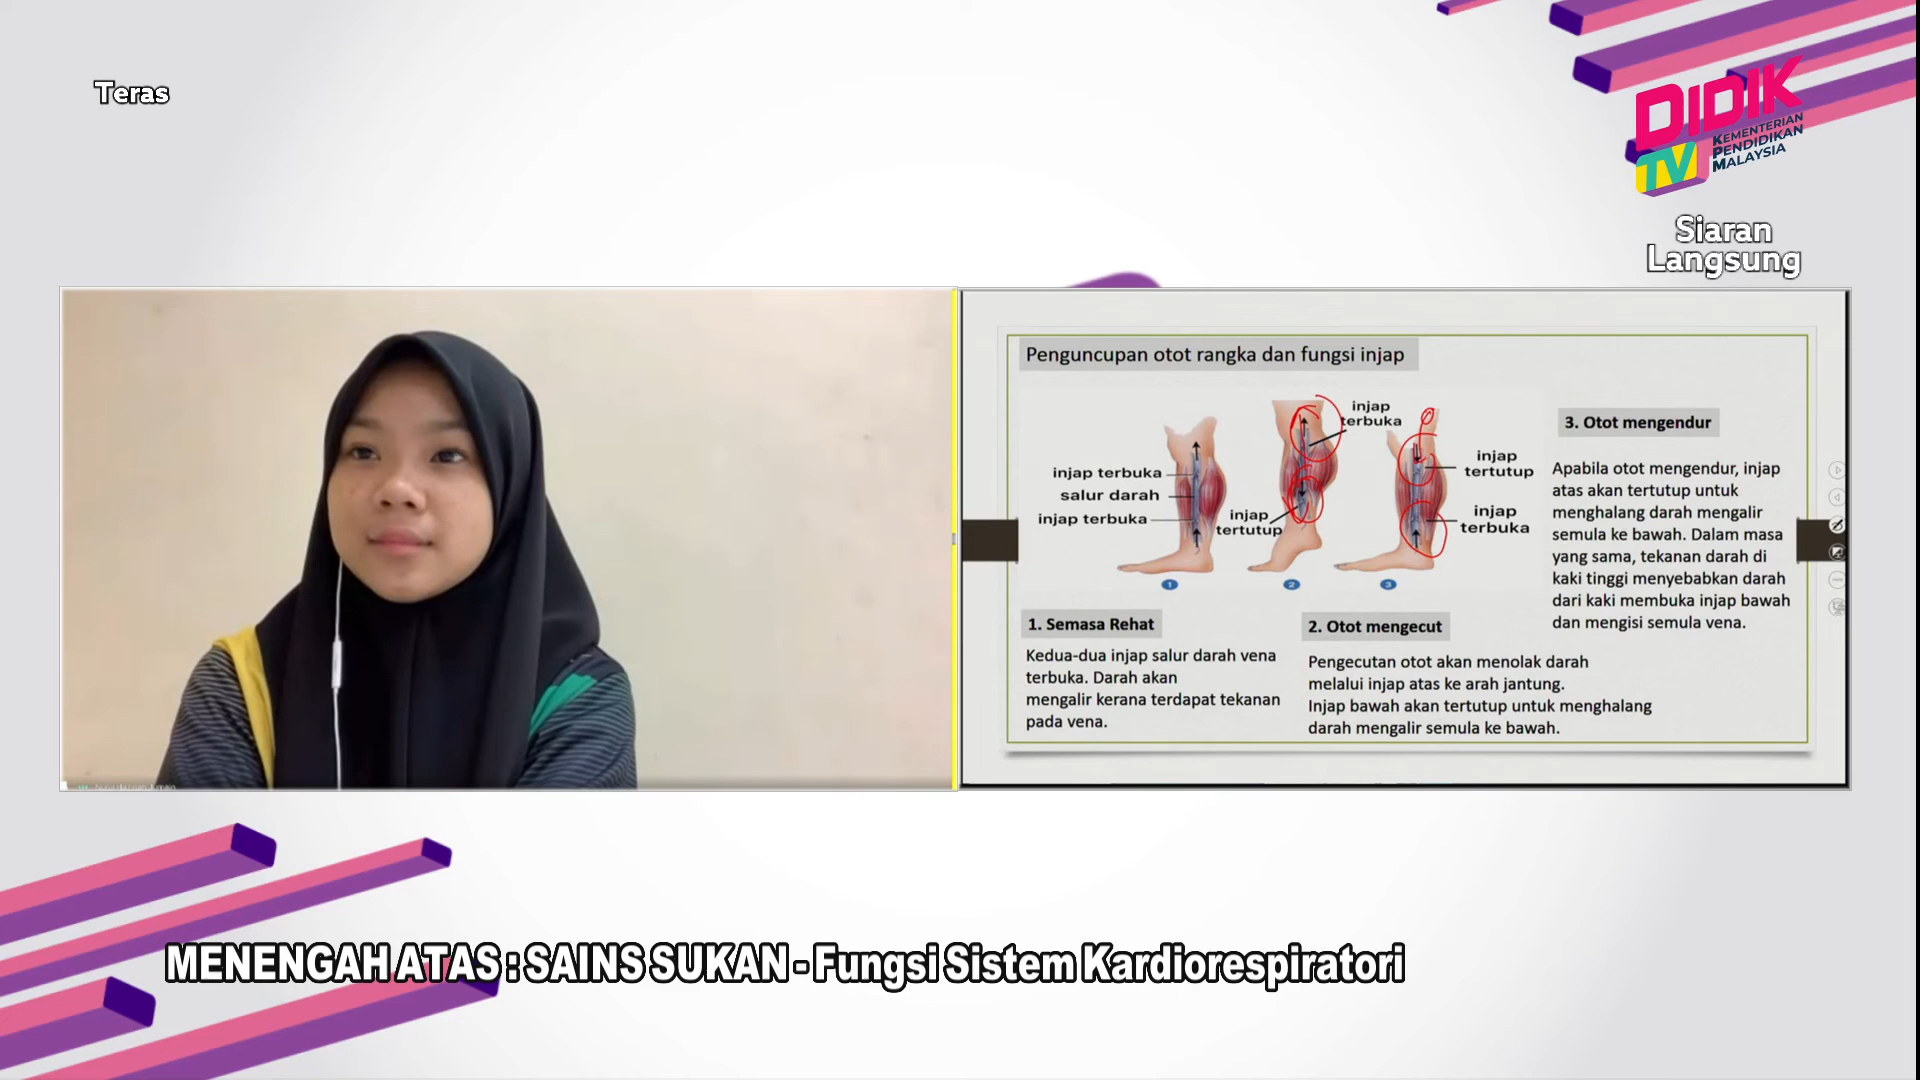 Teras
DIDIK
TV
KEMENTERIAN
PENDIDIKAN
MALAYSIA
Siaran
Langsung
Penguncupan otot rangka dan fungsi injap
injap terbuka
salur darah
injap terbuka
injap
terbuka
injap
tertutup
injap
tertutup
injap
terbuka
1
2
3
3. Otot mengendur
Apabila otot mengendur, injap
atas akan tertutup untuk
menghalang darah mengalir
semula ke bawah. Dalam masa
yang sama, tekanan darah di
kaki tinggi menyebabkan darah
dari kaki membuka injap bawah
dan mengisi semula vena.
1. Semasa Rehat
Kedua-dua injap salur darah vena
terbuka. Darah akan
mengalir kerana terdapat tekanan
pada vena.
2. Otot mengecut
Pengecutan otot akan menolak darah
melalui injap atas ke arah jantung.
Injap bawah akan tertutup untuk menghalang
darah mengalir semula ke bawah.
MENENGAH ATAS : SAINS SUKAN - Fungsi Sistem Kardiorespiratori